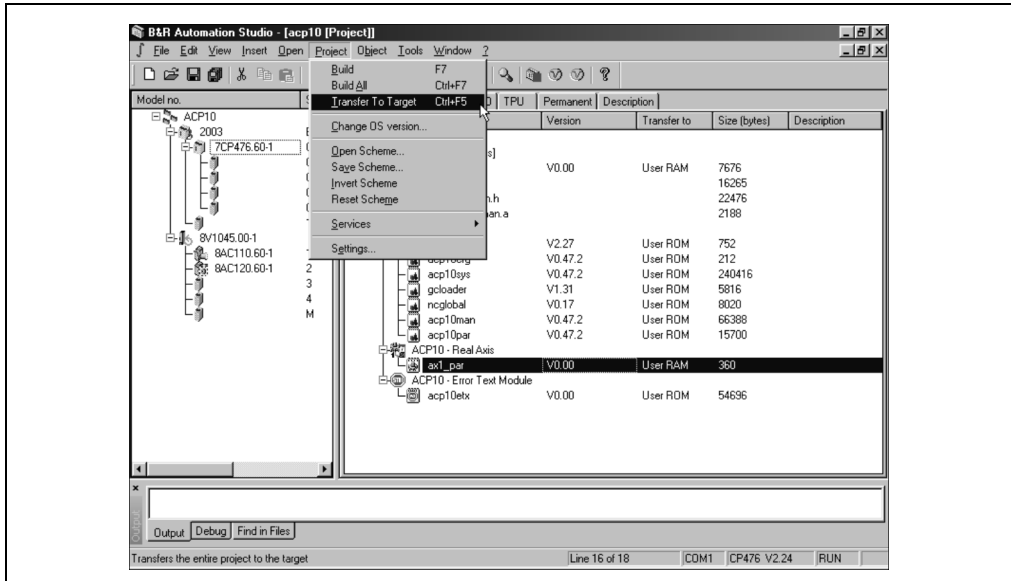 B&R Automation Studio - [acp10 [Project]]
File Edit View Insert Open Project Object Tools Window ?
Build F7
Build All Ctrl+F7
Transfer To Target Ctrl+F5
Change OS version...
Open Scheme...
Save Scheme...
Invert Scheme
Reset Scheme
Services
Settings...
Model no.
ACP10
2003
7CP476.60-1
8V1045.00-1
8AC110.60-1
8AC120.60-1 2
3
4
M
TPU Permanent Description
Version Transfer to Size (bytes) Description
s]
V0.00 User RAM 7676
16265
n.h 22476
an.a 2188
V2.27 User ROM 752
acp10cfg V0.47.2 User ROM 212
acp10sys V0.47.2 User ROM 240416
gcloader V1.31 User ROM 5816
ncglobal V0.17 User ROM 8020
acp10man V0.47.2 User ROM 66388
acp10par V0.47.2 User ROM 15700
ACP10 - Real Axis
ax1_par V0.00 User RAM 360
ACP10 - Error Text Module
acp10etx V0.00 User ROM 54696
Output Debug Find in Files
Transfers the entire project to the target Line 16 of 18 COM1 CP476 V2.24 RUN